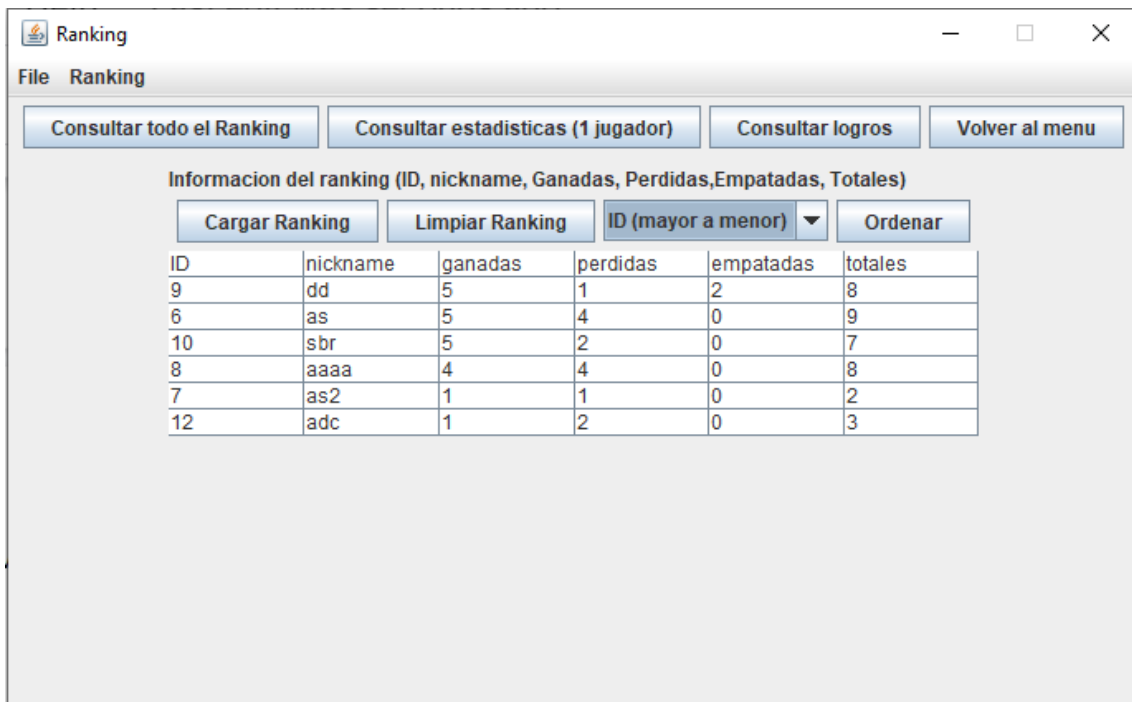 Ranking
File Ranking
Consultar todo el Ranking Consultar estadisticas (1 jugador) Consultar logros Volver al menu
Informacion del ranking (ID, nickname, Ganadas, Perdidas,Empatadas, Totales)
Cargar Ranking Limpiar Ranking ID (mayor a menor) Ordenar
ID nickname ganadas perdidas empatadas totales
9 dd 5 1 2 8
6 as 5 4 0 9
10 sbr 5 2 0 7
8 aaaa 4 4 0 8
7 as2 1 1 0 2
12 adc 1 2 0 3